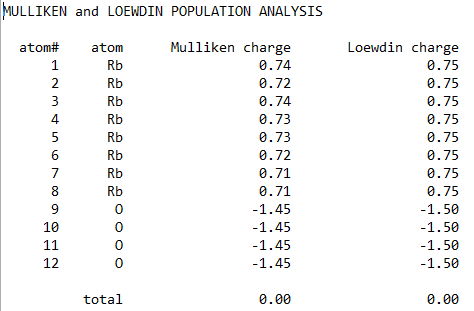 MULLIKEN and LOEWDIN POPULATION ANALYSIS
atom# atom Mulliken charge Loewdin charge
1 Rb 0.74 0.75
2 Rb 0.72 0.75
3 Rb 0.74 0.75
4 Rb 0.73 0.75
5 Rb 0.73 0.75
6 Rb 0.72 0.75
7 Rb 0.71 0.75
8 Rb 0.71 0.75
9 O -1.45 -1.50
10 O -1.45 -1.50
11 O -1.45 -1.50
12 O -1.45 -1.50
total 0.00 0.00